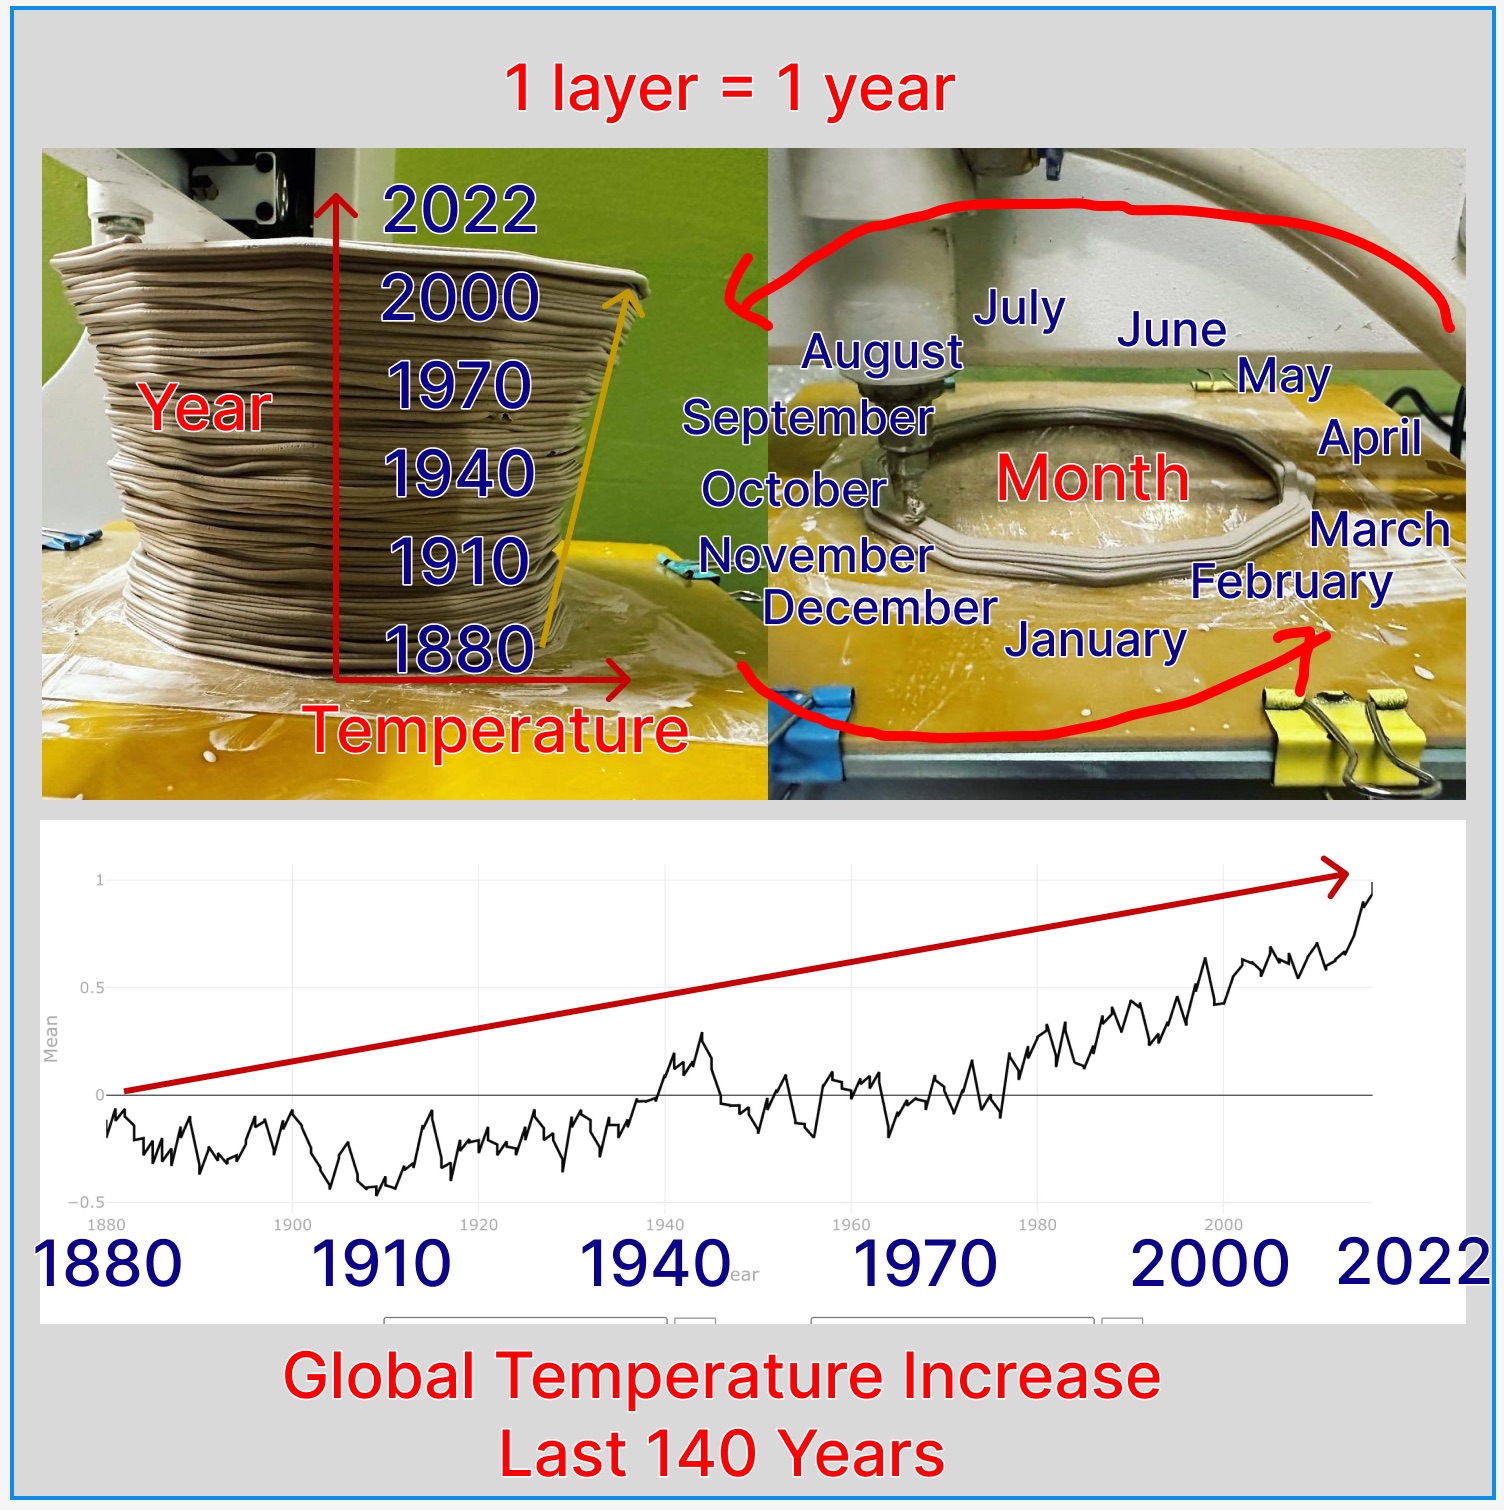 1 layer = 1 year
2022
2000
1970
1940
1910
1880
Year
Temperature
July
June
August
May
September
April
October
Month
March
November
February
December
January
1
0.5
Mean
0
−0.5
1880
1900
1920
1940
1960
1980
2000
1880
1910
1940
ear
1970
2000
2022
Global Temperature Increase
Last 140 Years